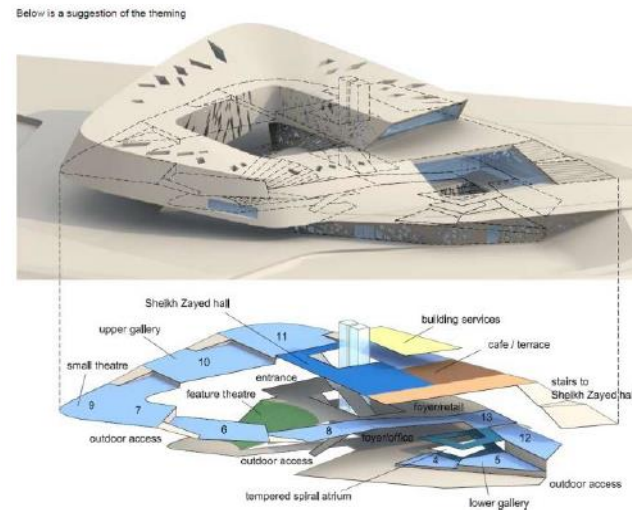 Below is a suggestion of the theming
Sheikh Zayed hall
building services
upper gallery
11
cafe / terrace
small theatre
10
entrance
stairs to
Sheikh Zayed hall
feature theatre
9
7
foyer/retail
13
6
8
foyer/office
12
outdoor access
outdoor access
4
5
outdoor access
tempered spiral atrium
lower gallery